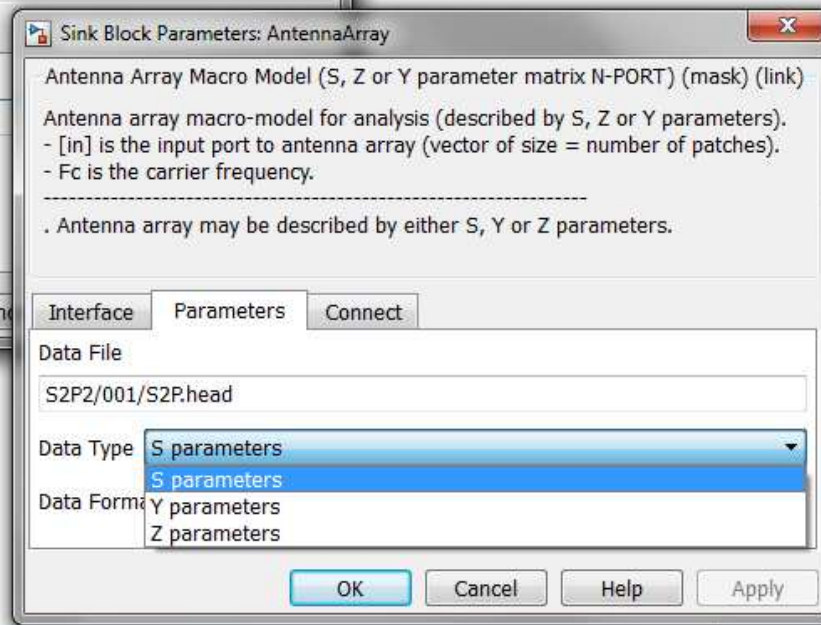 Sink Block Parameters: AntennaArray
Antenna Array Macro Model (S, Z or Y parameter matrix N-PORT) (mask) (link)
Antenna array macro-model for analysis (described by S, Z or Y parameters).
- [in] is the input port to antenna array (vector of size = number of patches).
- Fc is the carrier frequency.
------------------------------------------------------------------
. Antenna array may be described by either S, Y or Z parameters.
Interface Parameters Connect
Data File
S2P2/001/S2P.head
Data Type S parameters
S parameters
Data Forma
Y parameters
Z parameters
OK Cancel Help Apply